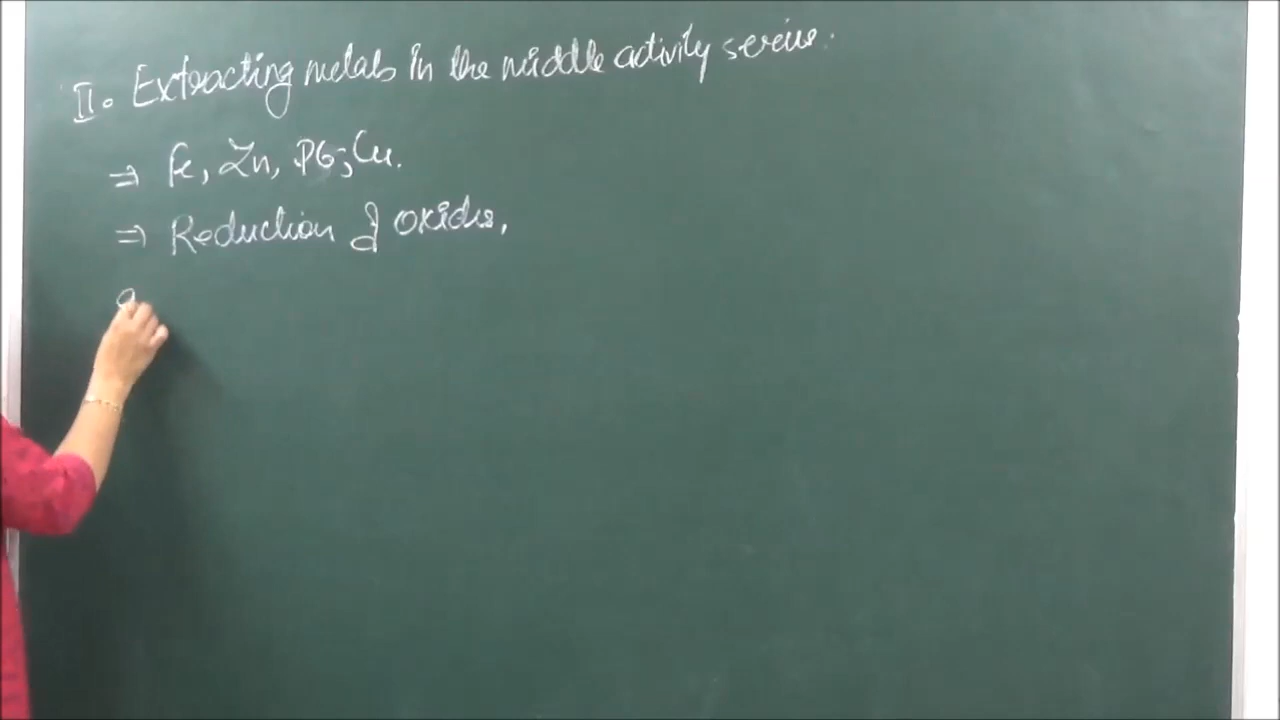 II. Extracting metals in the middle activity series.
⇒ Fe, Zn, Pb, Cu.
⇒ Reduction of oxides,